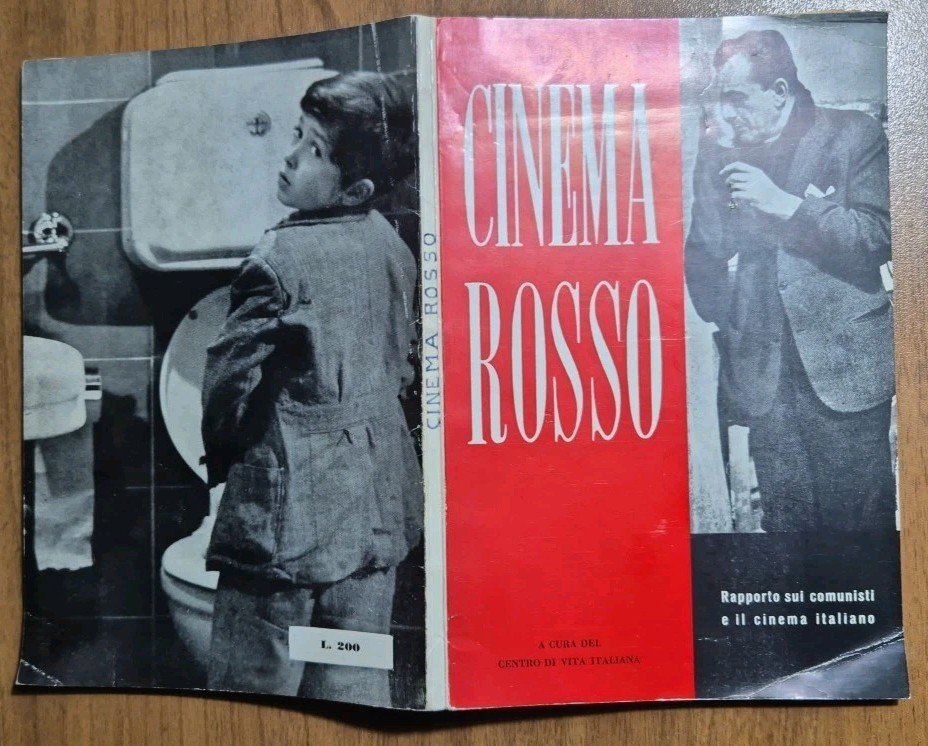 L. 200
CINEMA ROSSO
CINEMA
ROSSO
Rapporto sui comunisti
e il cinema italiano
A CURA DEL
CENTRO DI VITA ITALIANA